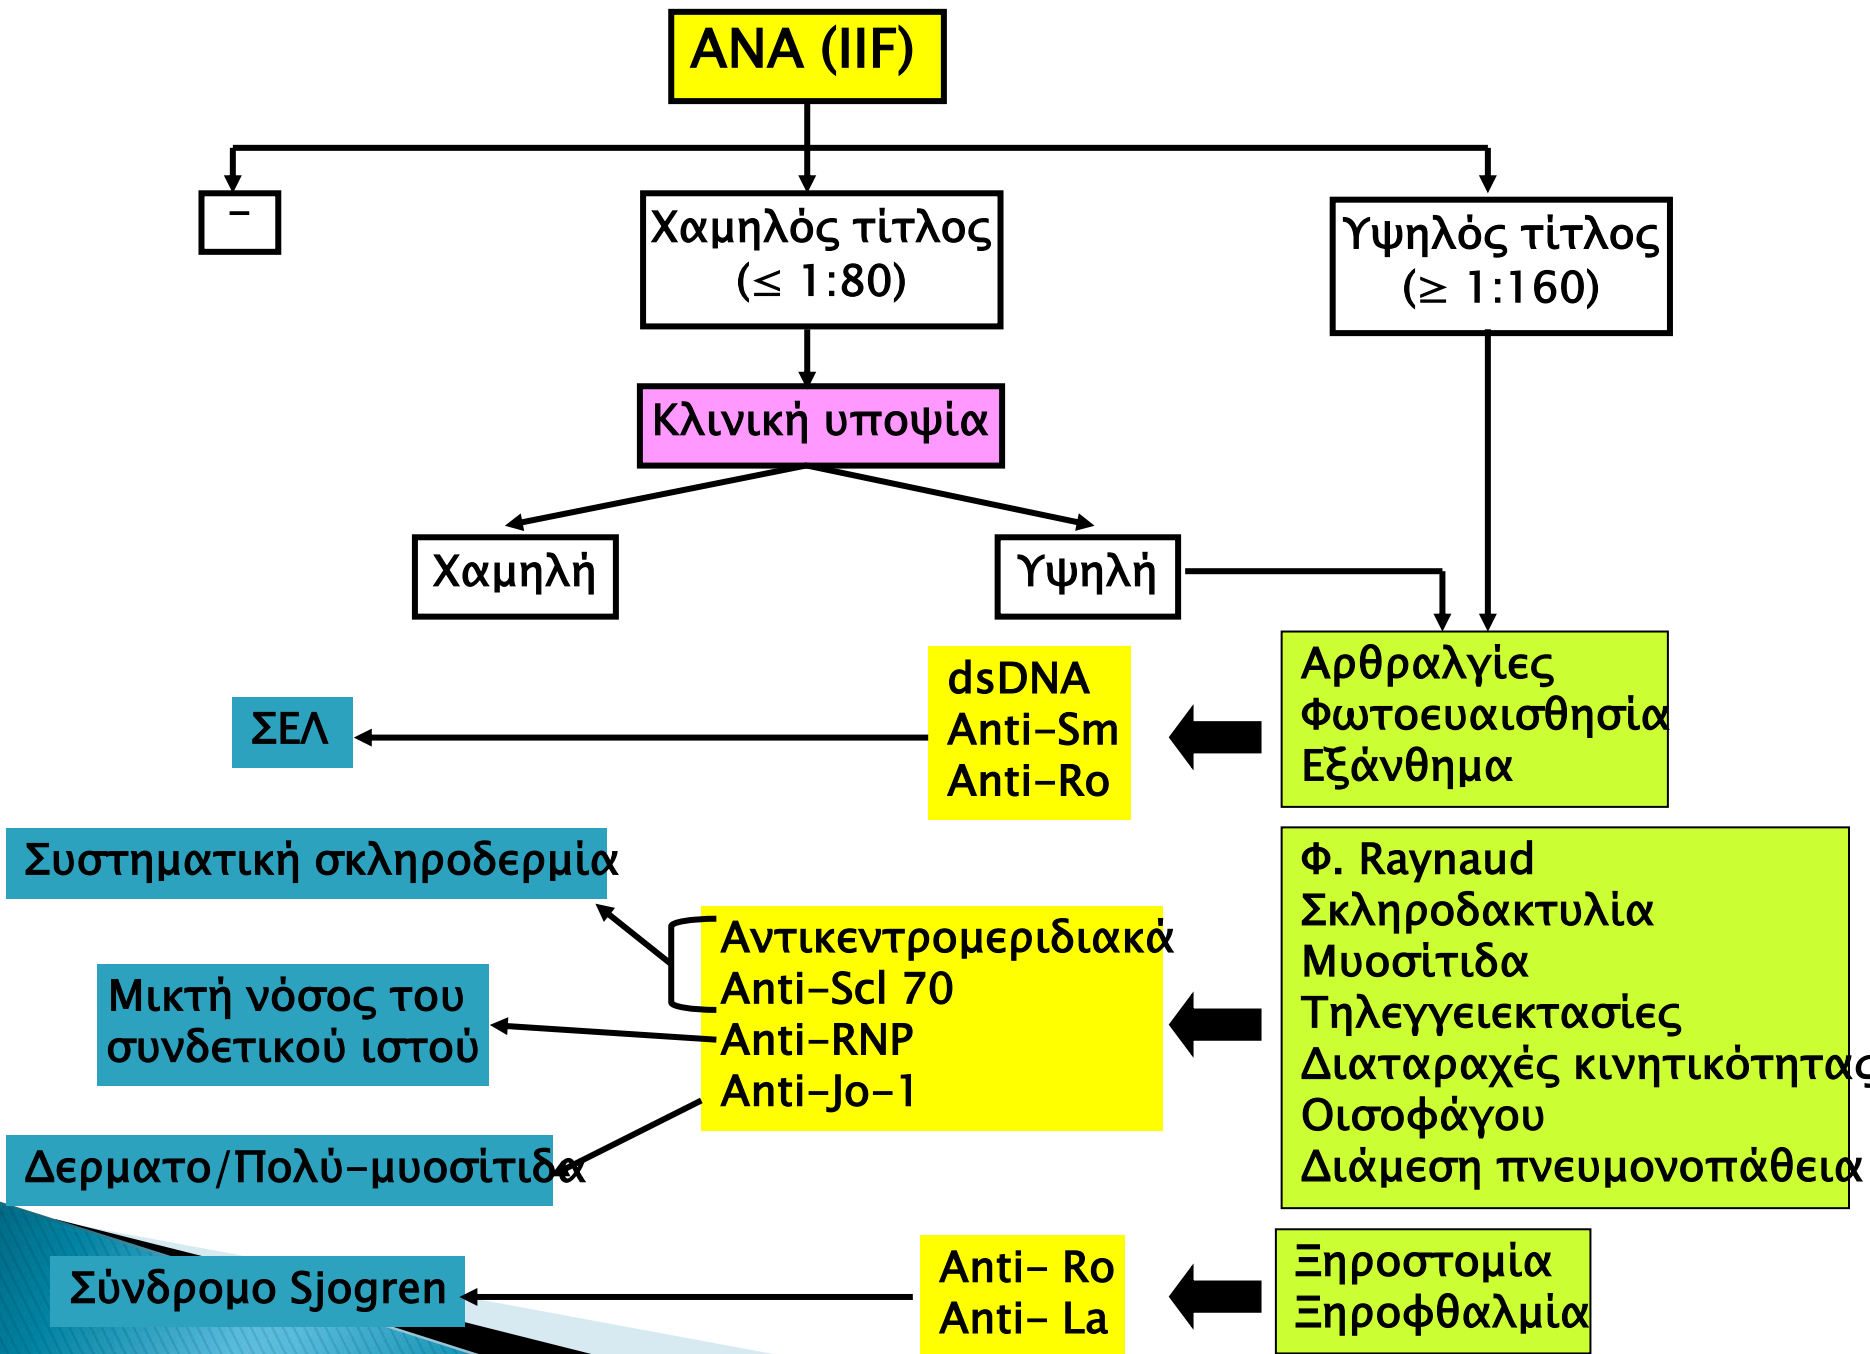 ANA (IIF)
–
Χαμηλός τίτλος
(≤ 1:80)
Υψηλός τίτλος
(≥ 1:160)
Κλινική υποψία
Χαμηλή
Υψηλή
Αρθραλγίες
Φωτοευαισθησία
Εξάνθημα
dsDNA
Anti-Sm
Anti-Ro
ΣΕΛ
Φ. Raynaud
Σκληροδακτυλία
Μυοσίτιδα
Τηλεγγειεκτασίες
Διαταραχές κινητικότητας
Οισοφάγου
Διάμεση πνευμονοπάθεια
Αντικεντρομεριδιακά
Anti-Scl 70
Anti-RNP
Anti-Jo-1
Συστηματική σκληροδερμία
Μικτή νόσος του
συνδετικού ιστού
Δερματο/Πολύ-μυοσίτιδα
Ξηροστομία
Ξηροφθαλμία
Anti- Ro
Anti- La
Σύνδρομο Sjogren